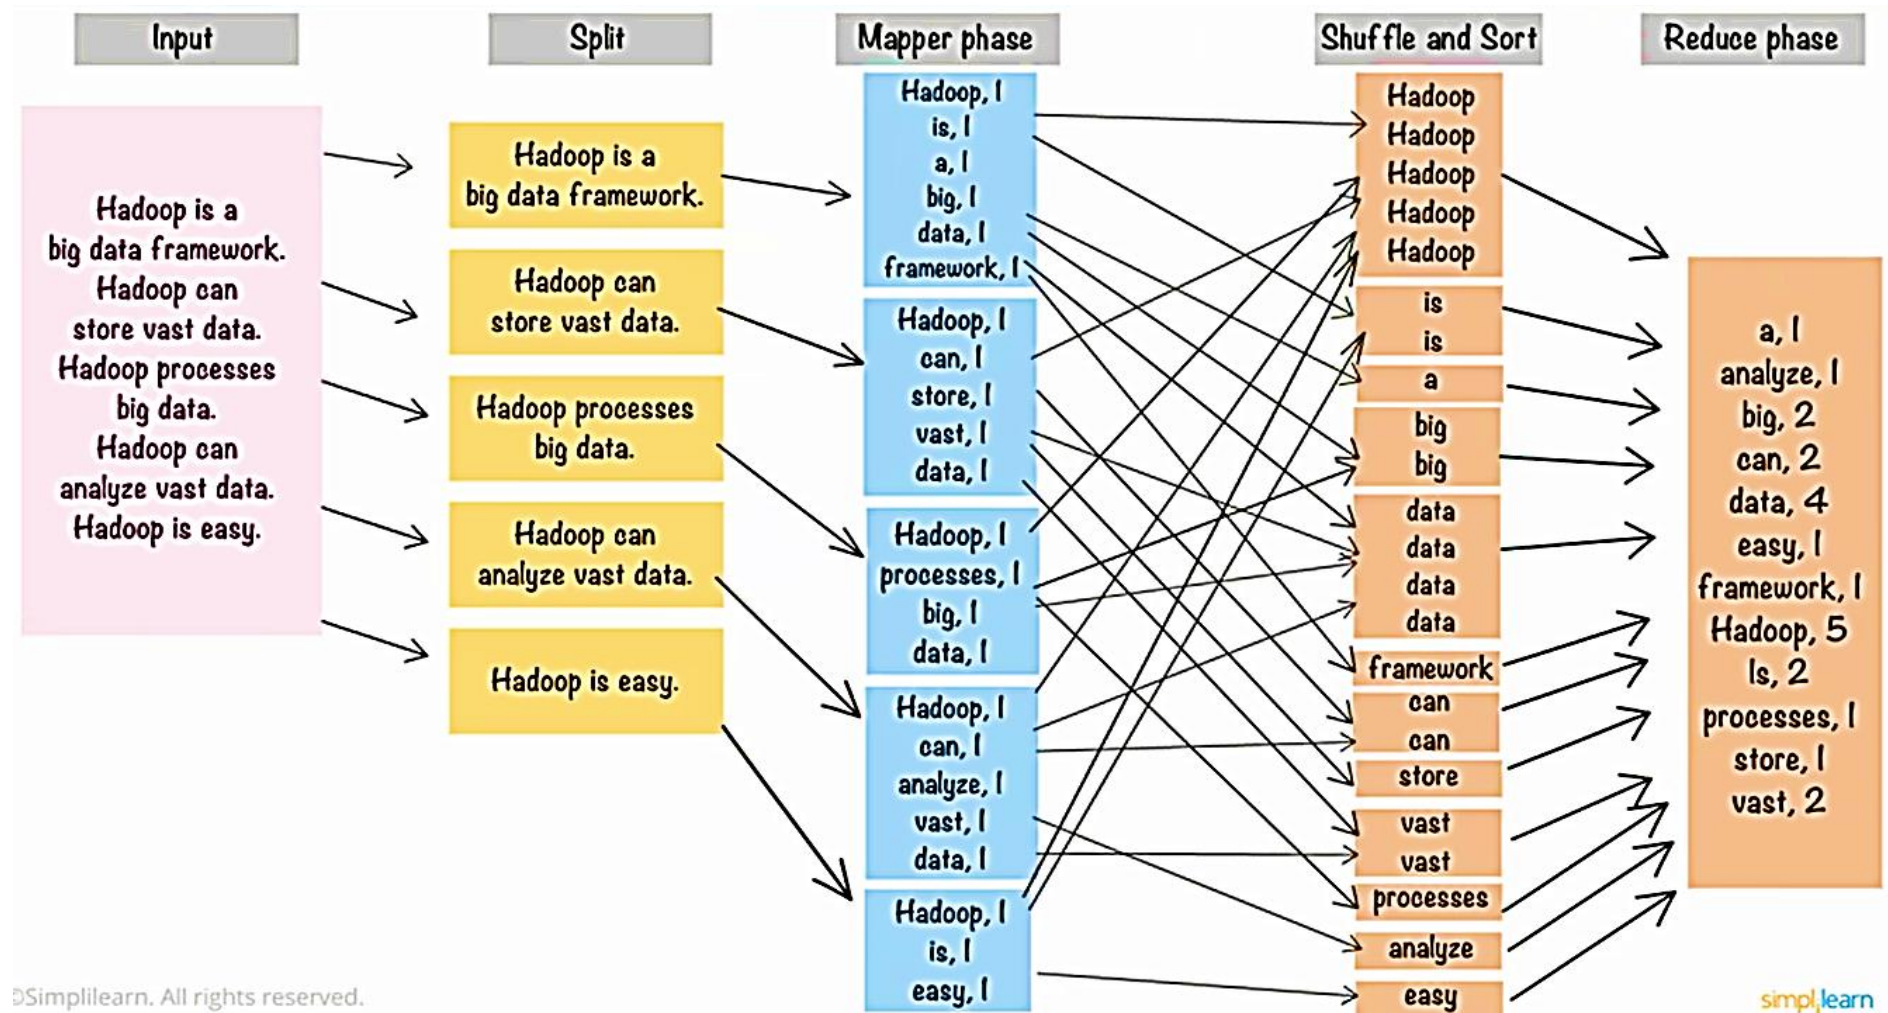 Input
Hadoop is a
big data framework.
Hadoop can
store vast data.
Hadoop processes
big data.
Hadoop can
analyze vast data.
Hadoop is easy.
Split
Hadoop is a
big data framework.
Hadoop can
store vast data.
Hadoop processes
big data.
Hadoop can
analyze vast data.
Hadoop is easy.
Mapper phase
Hadoop, 1
is, 1
a, 1
big, 1
data, 1
framework, 1
Hadoop, 1
can, 1
store, 1
vast, 1
data, 1
Hadoop, 1
processes, 1
big, 1
data, 1
Hadoop, 1
can, 1
analyze, 1
vast, 1
data, 1
Hadoop, 1
is, 1
easy, 1
Shuffle and Sort
Hadoop
Hadoop
Hadoop
Hadoop
Hadoop
is
is
a
big
big
data
data
data
data
framework
can
can
store
vast
vast
processes
analyze
easy
Reduce phase
a, 1
analyze, 1
big, 2
can, 2
data, 4
easy, 1
framework, 1
Hadoop, 5
Is, 2
processes, 1
store, 1
vast, 2
©Simplilearn. All rights reserved.
simplilearn